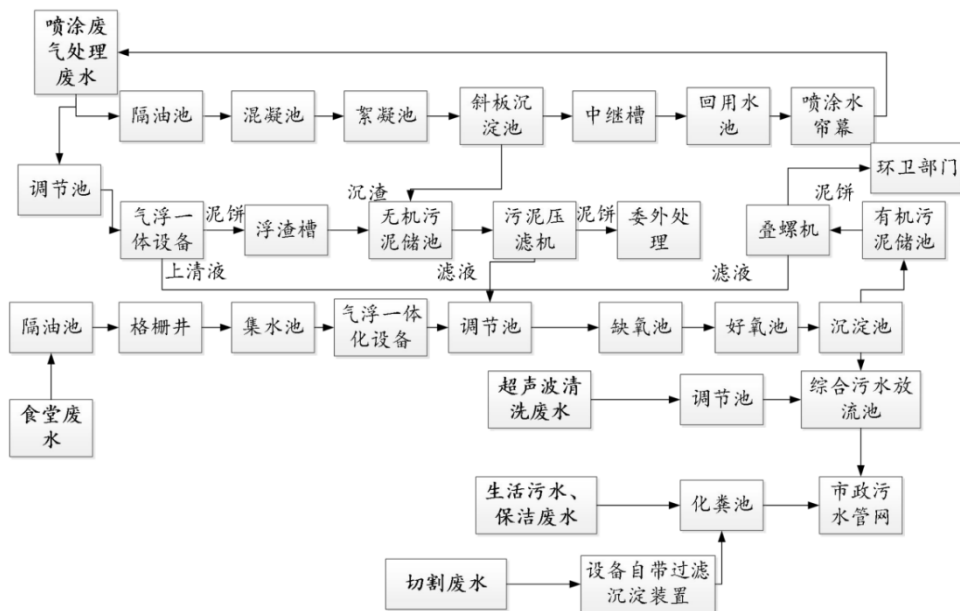 喷涂废
气处理
废水
隔油池
混凝池
絮凝池
斜板沉
淀池
中继槽
回用水
池
喷涂水
帘幕
环卫部门
调节池
沉渣
泥饼
气浮一
体设备
泥饼
浮渣槽
无机污
泥储池
污泥压
滤机
泥饼
委外处
理
叠螺机
有机污
泥储池
上清液
滤液
滤液
隔油池
格栅井
集水池
气浮一体
化设备
调节池
缺氧池
好氧池
沉淀池
食堂废
水
超声波清
洗废水
调节池
综合污水放
流池
生活污水、
保洁废水
化粪池
市政污
水管网
切割废水
设备自带过滤
沉淀装置